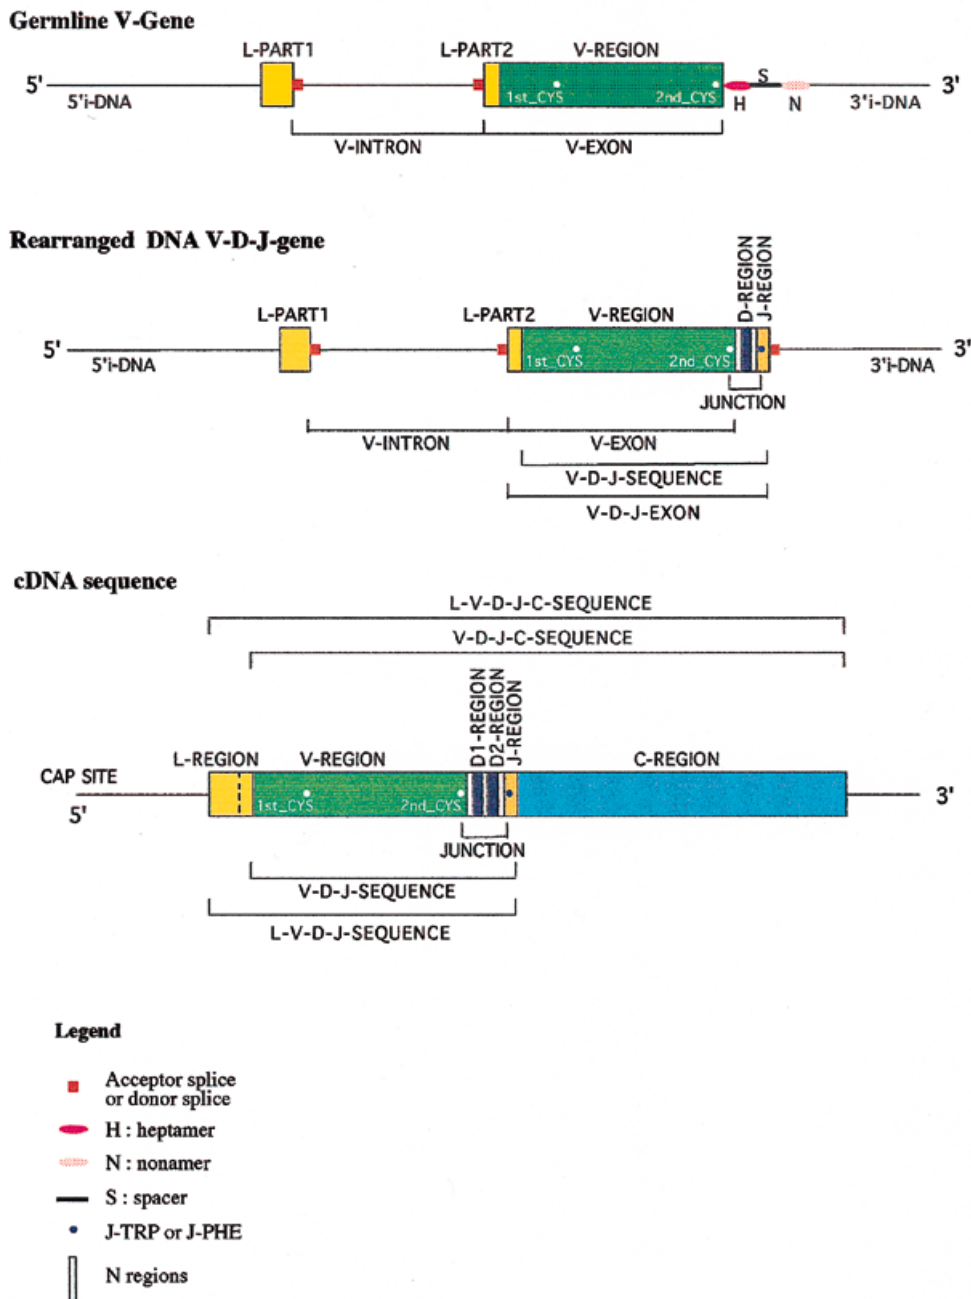 Germline V-Gene
L-PART1
L-PART2
V-REGION
5'
5'i-DNA
1st_CYS
2nd_CYS
H
S
N
3'i-DNA
3'
V-INTRON
V-EXON
Rearranged DNA V-D-J-gene
L-PART1
L-PART2
V-REGION
D-REGION
J-REGION
5'
5'i-DNA
1st_CYS
2nd_CYS
3'i-DNA
3'
JUNCTION
V-INTRON
V-EXON
V-D-J-SEQUENCE
V-D-J-EXON
cDNA sequence
L-V-D-J-C-SEQUENCE
V-D-J-C-SEQUENCE
L-REGION
V-REGION
D1-REGION
D2-REGION
J-REGION
C-REGION
CAP SITE
5'
1st_CYS
2nd_CYS
3'
JUNCTION
V-D-J-SEQUENCE
L-V-D-J-SEQUENCE
Legend
Acceptor splice
or donor splice
H : heptamer
N : nonamer
S : spacer
J-TRP or J-PHE
N regions